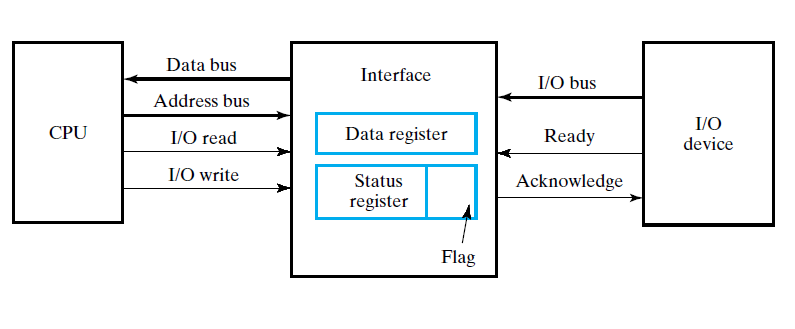 CPU
Data bus
Address bus
I/O read
I/O write
Interface
Data register
Status
register
Flag
I/O bus
Ready
Acknowledge
I/O
device